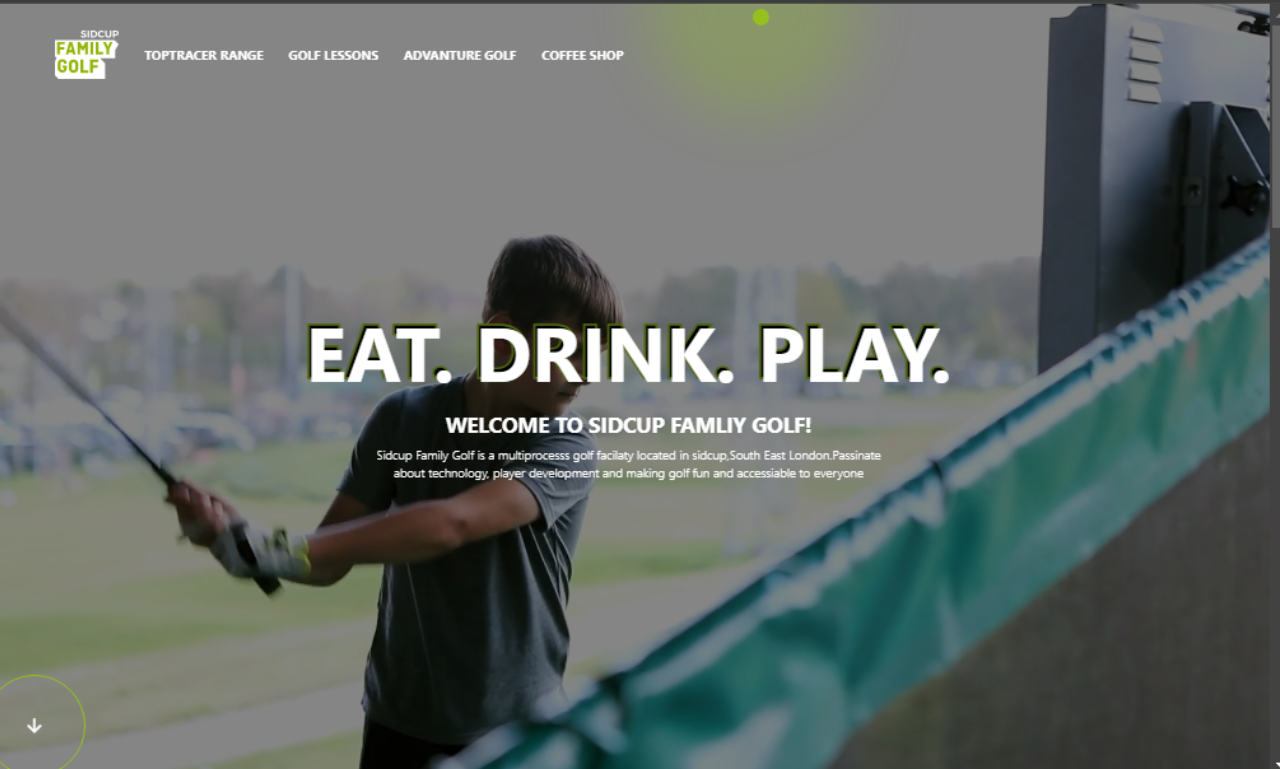 SIDCUP
FAMILY
GOLF
TOPTRACER RANGE GOLF LESSONS ADVANTURE GOLF COFFEE SHOP
EAT. DRINK. PLAY.
WELCOME TO SIDCUP FAMLIY GOLF!
Sidcup Family Golf is a multiprocesss golf facilaty located in sidcup,South East London.Passinate
about technology, player development and making golf fun and accessiable to everyone